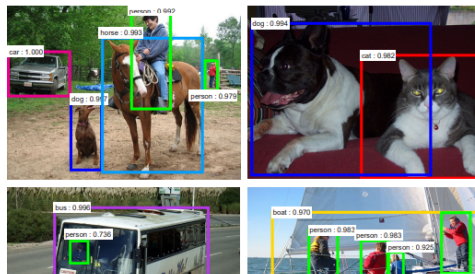 person : 0.992
horse : 0.993
car : 1.000
dog : 0.997
person : 0.979
dog : 0.994
cat : 0.982
bus : 0.996
person : 0.736
boat : 0.970
person : 0.983
person : 0.983
person : 0.925